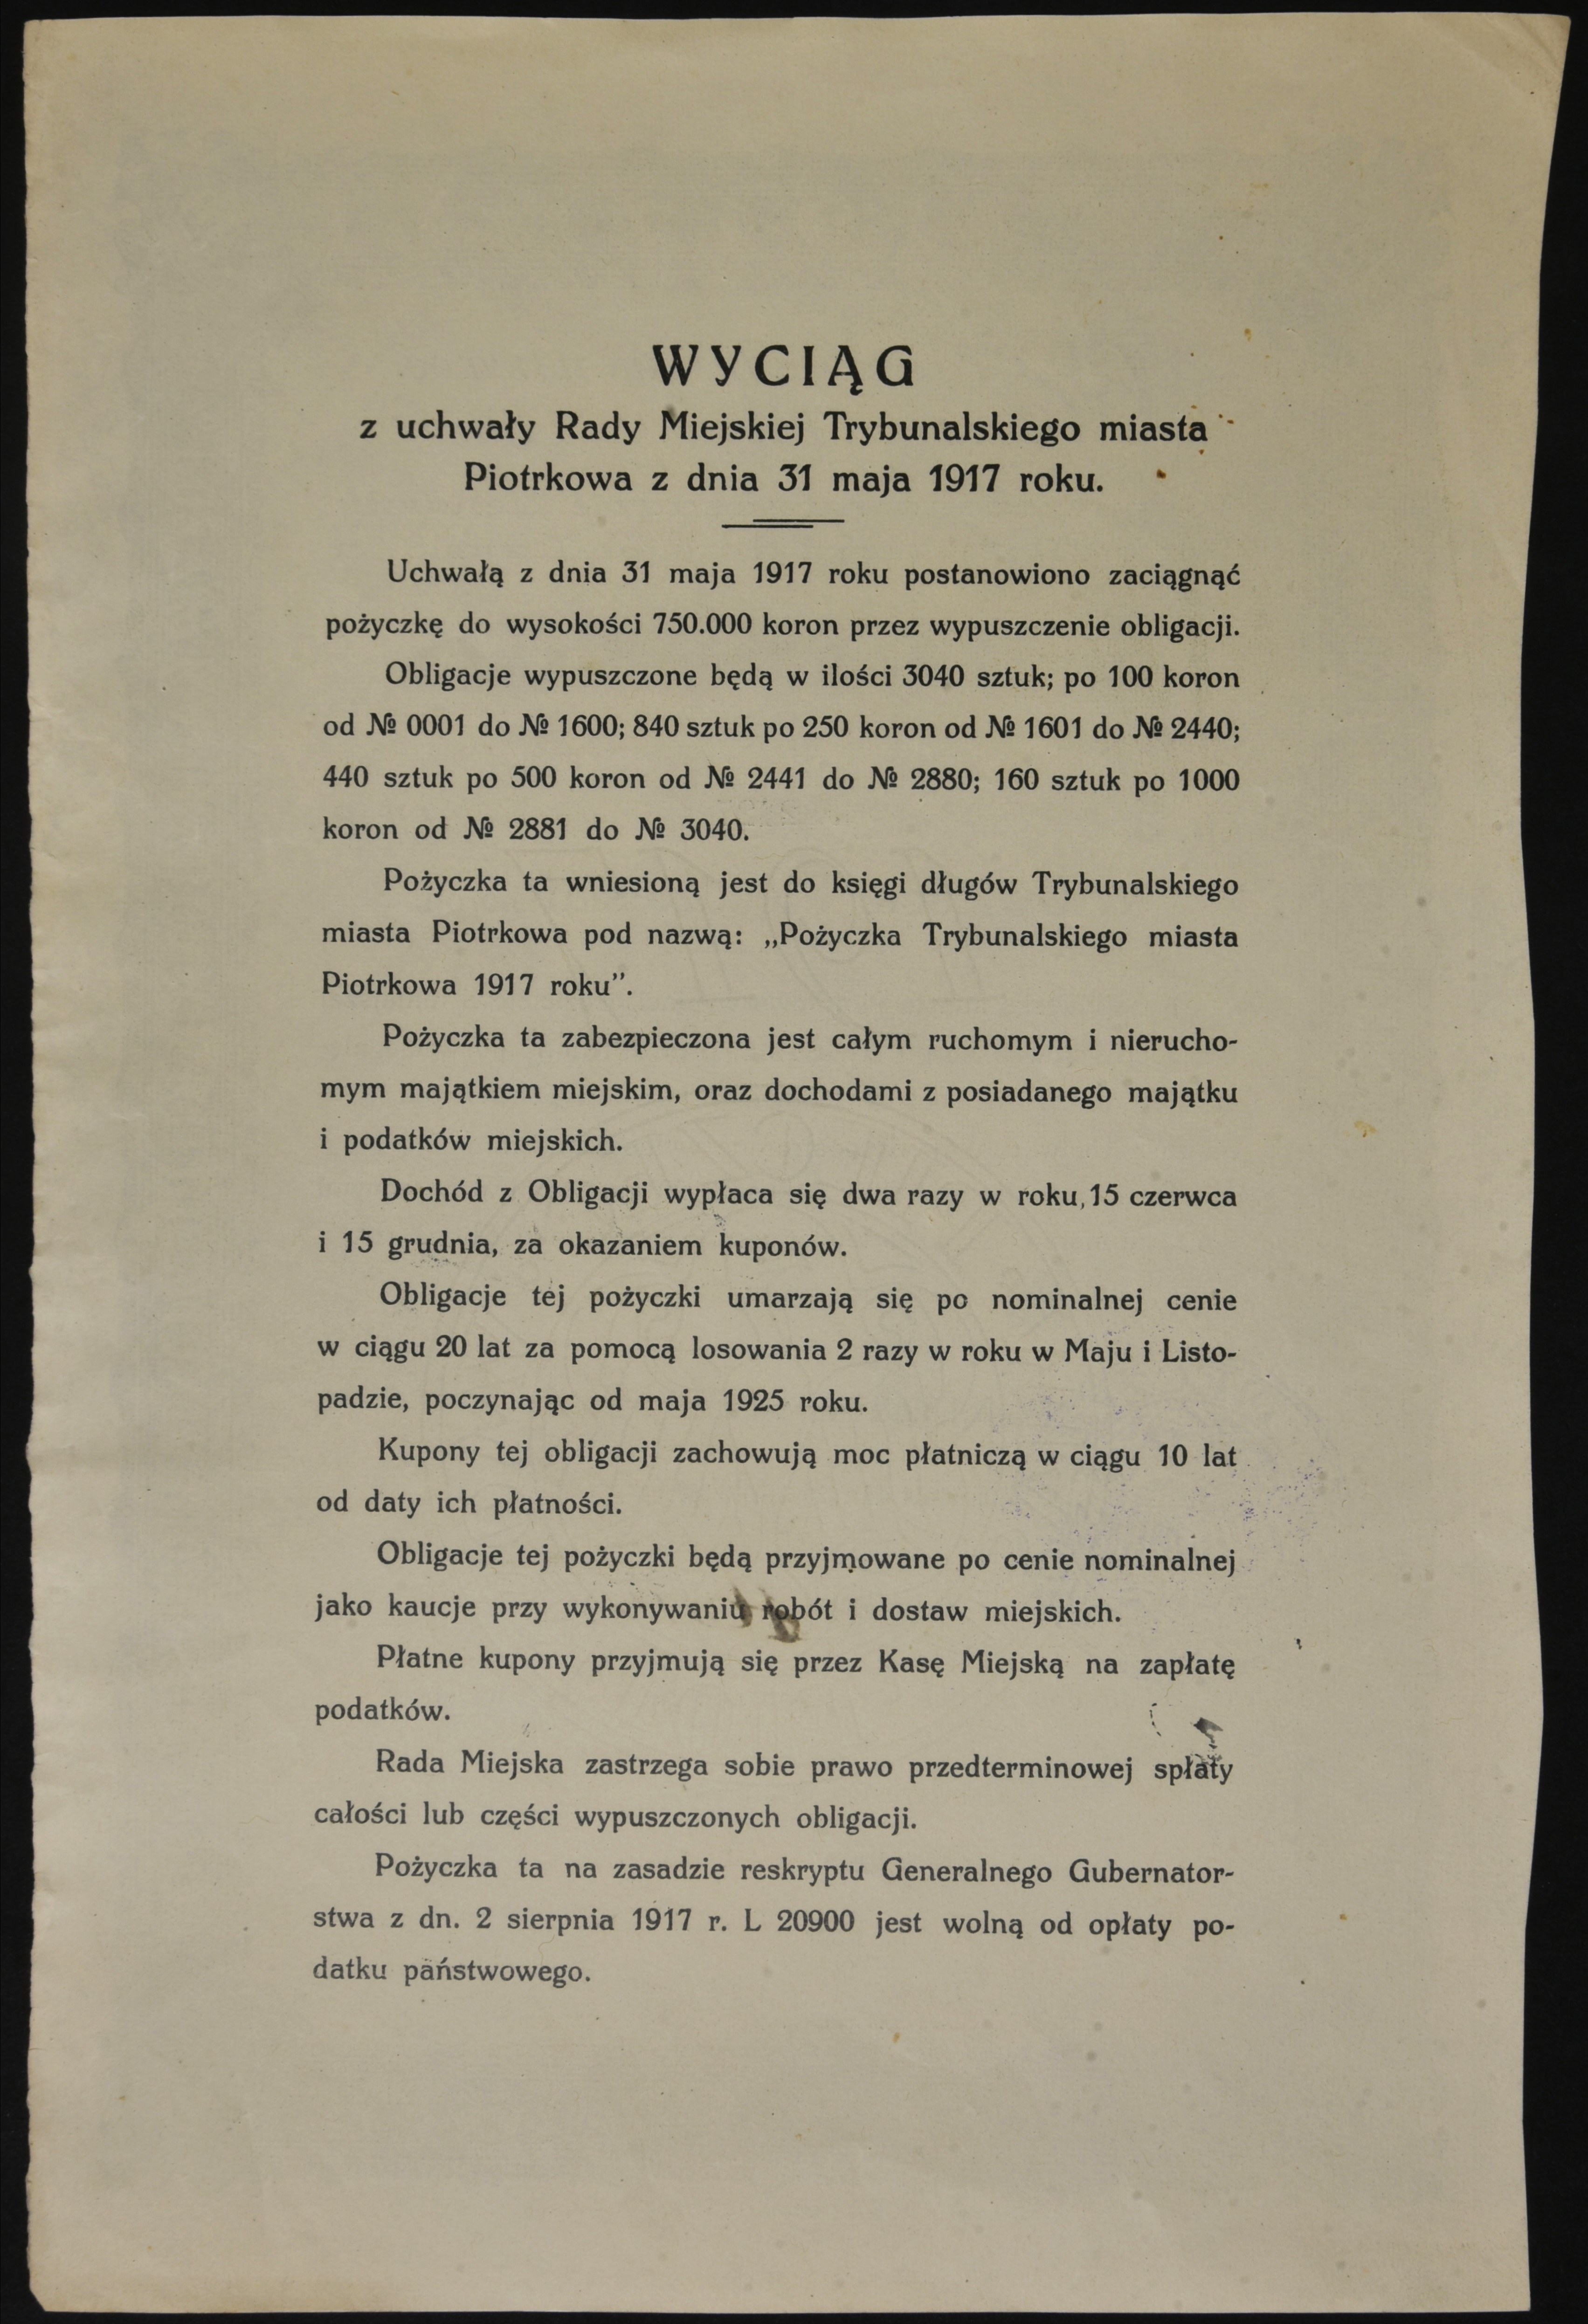 WYCIĄG
z uchwały Rady Miejskiej Trybunalskiego miasta
Piotrkowa z dnia 31 maja 1917 roku.
Uchwałą z dnia 31 maja 1917 roku postanowiono zaciągnąć
pożyczkę do wysokości 750.000 koron przez wypuszczenie obligacji.
Obligacje wypuszczone będą w ilości 3040 sztuk; po 100 koron
od № 0001 do № 1600; 840 sztuk po 250 koron od № 1601 do № 2440;
440 sztuk po 500 koron od № 2441 do № 2880; 160 sztuk po 1000
koron od № 2881 do № 3040.
Pożyczka ta wniesioną jest do księgi długów Trybunalskiego
miasta Piotrkowa pod nazwą: „Pożyczka Trybunalskiego miasta
Piotrkowa 1917 roku”.
Pożyczka ta zabezpieczona jest całym ruchomym i nierucho-
mym majątkiem miejskim, oraz dochodami z posiadanego majątku
i podatków miejskich.
Dochód z Obligacji wypłaca się dwa razy w roku, 15 czerwca
i 15 grudnia, za okazaniem kuponów.
Obligacje tej pożyczki umarzają się po nominalnej cenie
w ciągu 20 lat za pomocą losowania 2 razy w roku w Maju i Listo-
padzie, poczynając od maja 1925 roku.
Kupony tej obligacji zachowują moc płatniczą w ciągu 10 lat
od daty ich płatności.
Obligacje tej pożyczki będą przyjmowane po cenie nominalnej
jako kaucje przy wykonywaniu robót i dostaw miejskich.
Płatne kupony przyjmują się przez Kasę Miejską na zapłatę
podatków.
Rada Miejska zastrzega sobie prawo przedterminowej spłaty
całości lub części wypuszczonych obligacji.
Pożyczka ta na zasadzie reskryptu Generalnego Gubernator-
stwa z dn. 2 sierpnia 1917 r. L 20900 jest wolną od opłaty po-
datku państwowego.